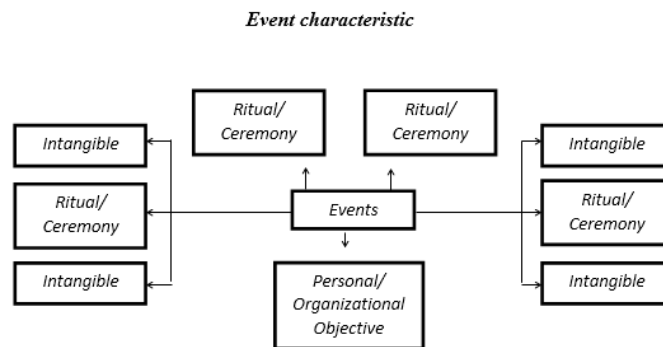 Event characteristic
Ritual/
Ceremony
Ritual/
Ceremony
Intangible
Intangible
Ritual/
Ceremony
Events
Ritual/
Ceremony
Intangible
Personal/
Organizational
Objective
Intangible